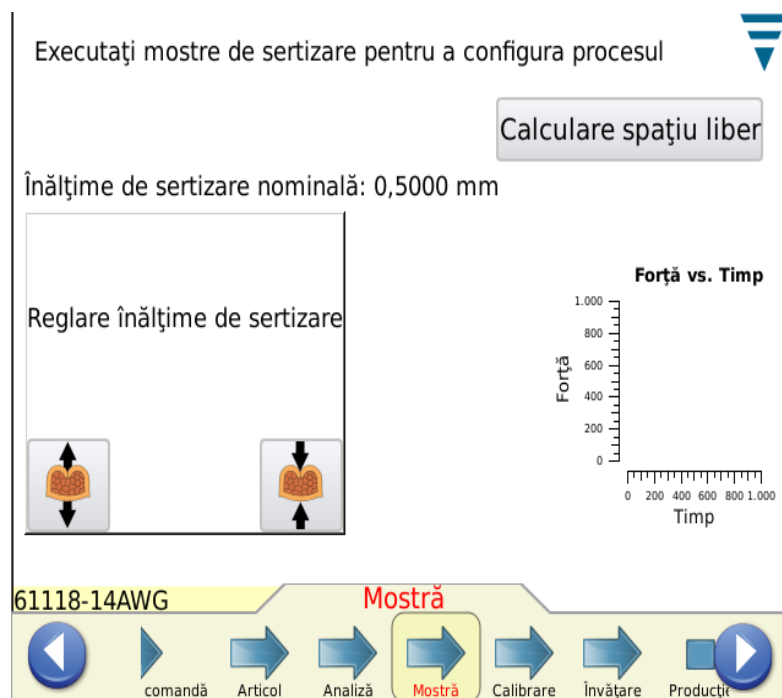 Executaţi mostre de sertizare pentru a configura procesul
Calculare spaţiu liber
Înălţime de sertizare nominală: 0,5000 mm
Reglare înălţime de sertizare
Forţă vs. Timp
1.000
800
600
400
200
0
Forţă
0 200 400 600 800 1.000
Timp
61118-14AWG
Mostră
comandă Articol Analiză Mostră Calibrare Învăţare Producţie